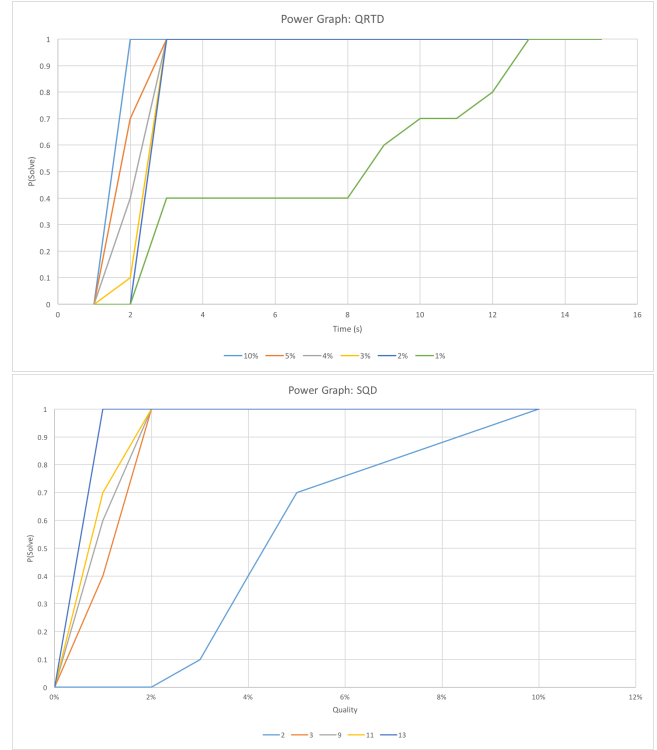 Power Graph: QRTD
1
0.9
0.8
0.7
0.6
0.5
0.4
0.3
0.2
0.1
0
P(Solve)
0 2 4 6 8 10 12 14 16
Time (s)
10% 5% 4% 3% 2% 1%
Power Graph: SQD
1
0.9
0.8
0.7
0.6
0.5
0.4
0.3
0.2
0.1
0
P(Solve)
0% 2% 4% 6% 8% 10% 12%
Quality
2 3 9 11 13